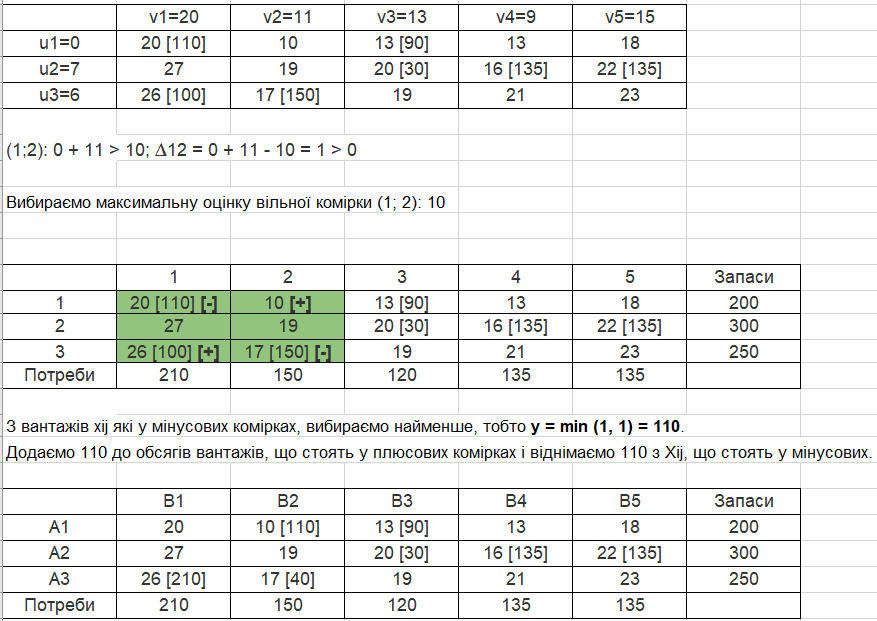 v1=20 v2=11 v3=13 v4=9 v5=15
u1=0 20 [110] 10 13 [90] 13 18
u2=7 27 19 20 [30] 16 [135] 22 [135]
u3=6 26 [100] 17 [150] 19 21 23
(1;2): 0 + 11 > 10; ∆12 = 0 + 11 - 10 = 1 > 0
Вибираємо максимальну оцінку вільної комірки (1; 2): 10
1 2 3 4 5 Запаси
1 20 [110] [-] 10 [+] 13 [90] 13 18 200
2 27 19 20 [30] 16 [135] 22 [135] 300
3 26 [100] [+] 17 [150] [-] 19 21 23 250
Потреби 210 150 120 135 135
З вантажів хij які у мінусових комірках, вибираємо найменше, тобто у = min (1, 1) = 110.
Додаємо 110 до обсягів вантажів, що стоять у плюсових комірках і віднімаємо 110 з Xij, що стоять у мінусових.
B1 B2 B3 B4 B5 Запаси
A1 20 10 [110] 13 [90] 13 18 200
A2 27 19 20 [30] 16 [135] 22 [135] 300
A3 26 [210] 17 [40] 19 21 23 250
Потреби 210 150 120 135 135